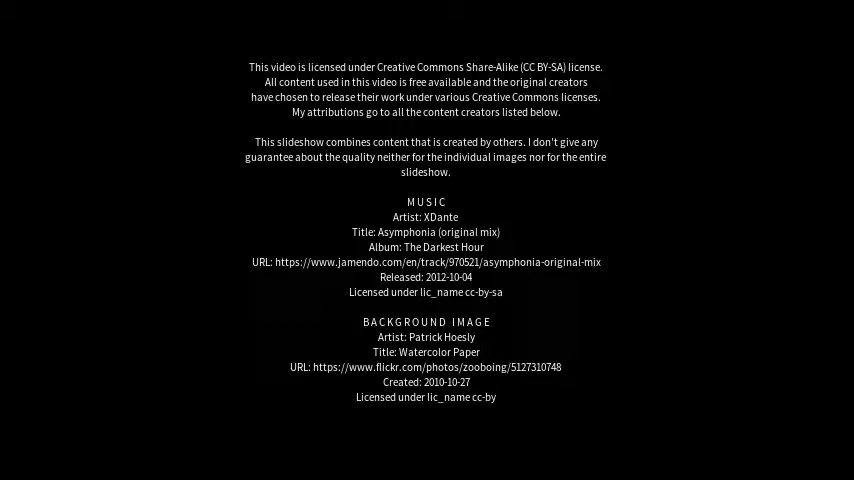 This video is licensed under Creative Commons Share-Alike (CC BY-SA) license.
All content used in this video is free available and the original creators
have chosen to release their work under various Creative Commons licenses.
My attributions go to all the content creators listed below.
This slideshow combines content that is created by others. I don't give any
guarantee about the quality neither for the individual images nor for the entire
slideshow.
MUSIC
Artist: XDante
Title: Asymphonia (original mix)
Album: The Darkest Hour
URL: https://www.jamendo.com/en/track/970521/asymphonia-original-mix
Released: 2012-10-04
Licensed under lic_name cc-by-sa
BACKGROUND IMAGE
Artist: Patrick Hoesly
Title: Watercolor Paper
URL: https://www.flickr.com/photos/zooboing/5127310748
Created: 2010-10-27
Licensed under lic_name cc-by